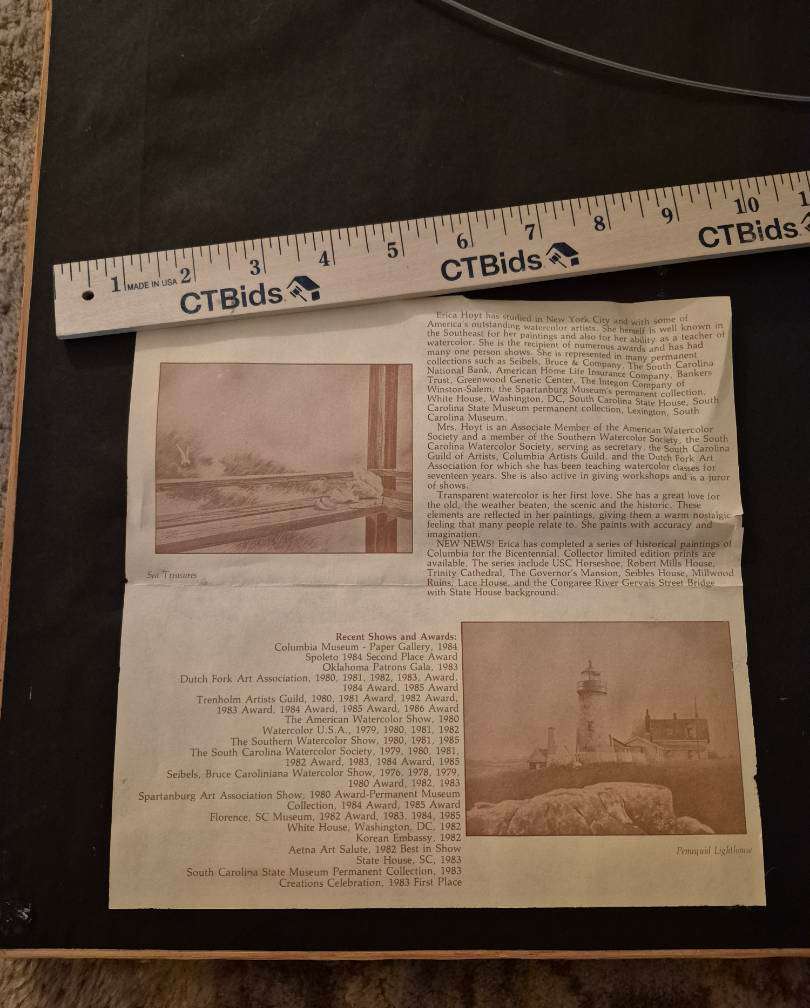 1 MADE IN USA 2 3 4 5 6 7 8 9 10 1
CTBids CTBids CTBids
Erica Hoyt has studied in New York City and with some of
America's outstanding watercolor artists. She herself is well known in
the Southeast for her paintings and also for her ability as a teacher of
watercolor. She is the recipient of numerous awards and has had
many one person shows. She is represented in many permanent
collections such as Seibels, Bruce & Company, The South Carolina
National Bank, American Home Life Insurance Company, Bankers
Trust, Greenwood Genetic Center, The Integon Company of
Winston-Salem, the Spartanburg Museum's permanent collection,
White House, Washington, DC, South Carolina State House, South
Carolina State Museum permanent collection, Lexington, South
Carolina Museum.
Mrs. Hoyt is an Associate Member of the American Watercolor
Society and a member of the Southern Watercolor Society, the South
Carolina Watercolor Society, serving as secretary, the South Carolina
Guild of Artists, Columbia Artists Guild, and the Dutch Fork Art
Association for which she has been teaching watercolor classes for
seventeen years. She is also active in giving workshops and is a juror
of shows.
Transparent watercolor is her first love. She has a great love for
the old, the weather beaten, the scenic and the historic. These
elements are reflected in her paintings, giving them a warm nostalgic
feeling that many people relate to. She paints with accuracy and
imagination.
NEW NEWS! Erica has completed a series of historical paintings of
Columbia for the Bicentennial. Collector limited edition prints are
available. The series include USC Horseshoe, Robert Mills House,
Trinity Cathedral, The Governor's Mansion, Seibles House, Millwood
Ruins, Lace House, and the Congaree River Gervais Street Bridge
with State House background.
Sea Treasures
Recent Shows and Awards:
Columbia Museum - Paper Gallery, 1984
Spoleto 1984 Second Place Award
Oklahoma Patrons Gala, 1983
Dutch Fork Art Association, 1980, 1981, 1982, 1983, Award,
1984 Award, 1985 Award
Trenholm Artists Guild, 1980, 1981 Award, 1982 Award,
1983 Award, 1984 Award, 1985 Award, 1986 Award
The American Watercolor Show, 1980
Watercolor U.S.A., 1979, 1980, 1981, 1982
The Southern Watercolor Show, 1980, 1981, 1985
The South Carolina Watercolor Society, 1979, 1980, 1981,
1982 Award, 1983, 1984 Award, 1985
Seibels, Bruce Caroliniana Watercolor Show, 1976, 1978, 1979,
1980 Award, 1982, 1983
Spartanburg Art Association Show, 1980 Award-Permanent Museum
Collection, 1984 Award, 1985 Award
Florence, SC Museum, 1982 Award, 1983, 1984, 1985
White House, Washington, DC, 1982
Korean Embassy, 1982
Aetna Art Salute, 1982 Best in Show
State House, SC, 1983
South Carolina State Museum Permanent Collection, 1983
Creations Celebration, 1983 First Place
Pemaquid Lighthouse